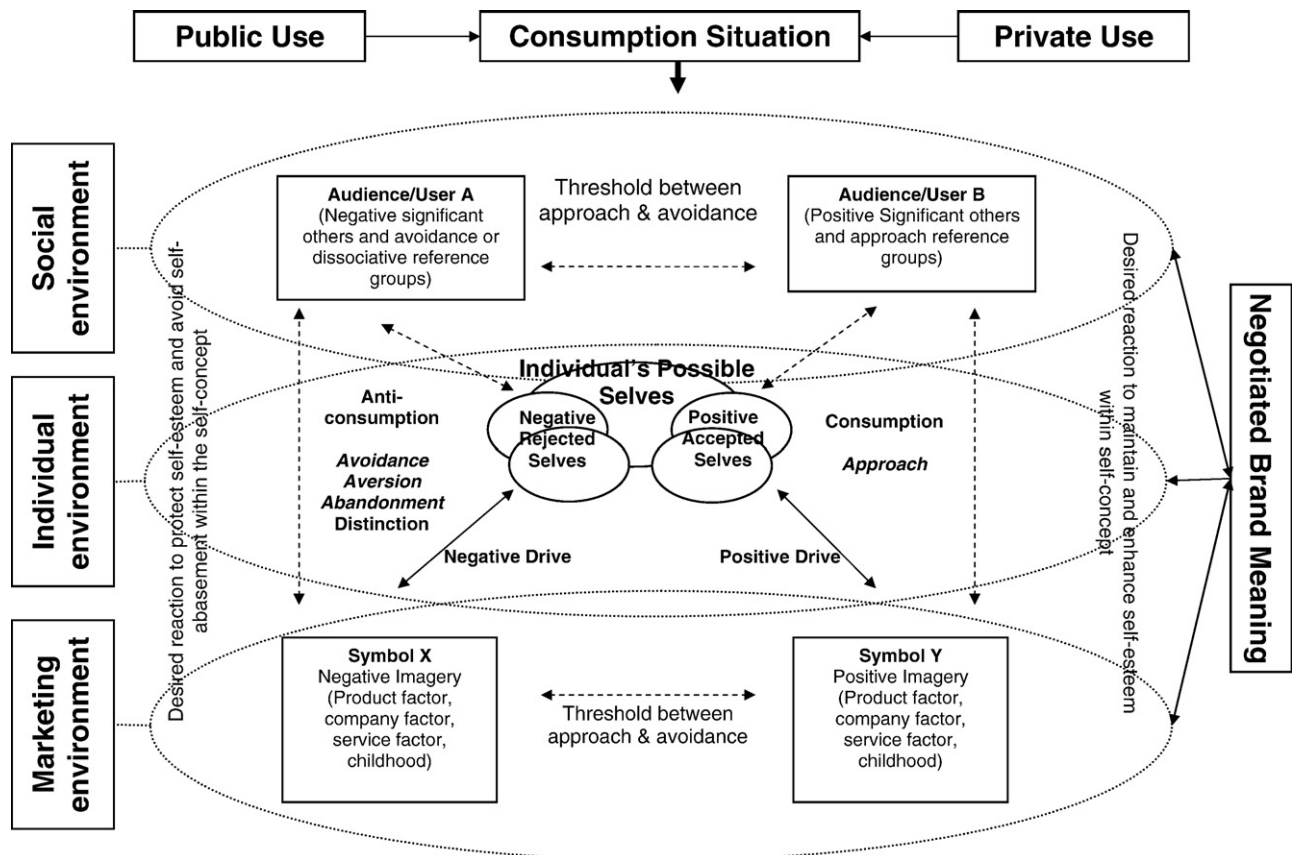 Public Use
Consumption Situation
Private Use
Social
environment
Individual
environment
Marketing
environment
Desired reaction to protect self-esteem and avoid self-
abasement within the self-concept
Audience/User A
(Negative significant
others and avoidance or
dissociative reference
groups)
Threshold between
approach & avoidance
Audience/User B
(Positive Significant others
and approach reference
groups)
Individual's Possible
Selves
Anti-
consumption
Avoidance
Aversion
Abandonment
Distinction
Negative
Rejected
Selves
Positive
Accepted
Selves
Consumption
Approach
Negative Drive
Positive Drive
Symbol X
Negative Imagery
(Product factor,
company factor,
service factor,
childhood)
Threshold between
approach & avoidance
Symbol Y
Positive Imagery
(Product factor,
company factor,
service factor,
childhood)
Desired reaction to maintain and enhance self-esteem
within self-concept
Negotiated Brand Meaning